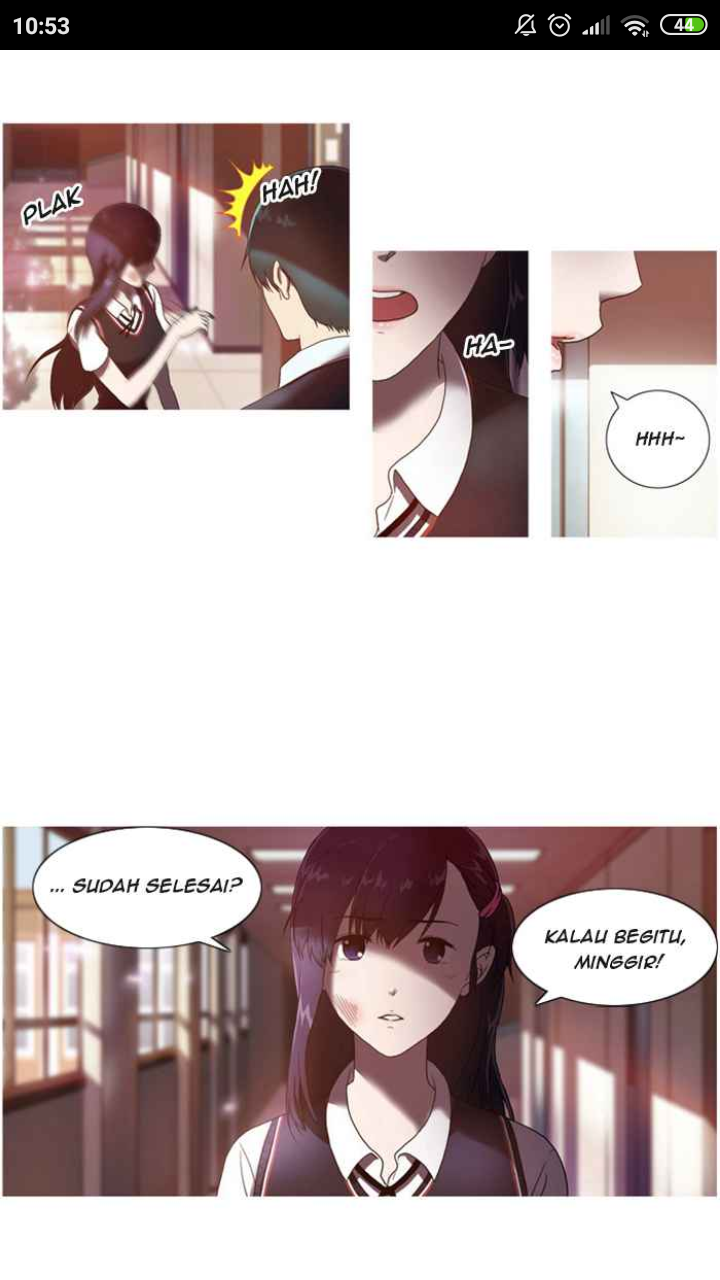 10:53
44
PLAK
HAH!
HA-
HHH~
... SUDAH SELESAI?
KALAU BEGITU,
MINGGIR!